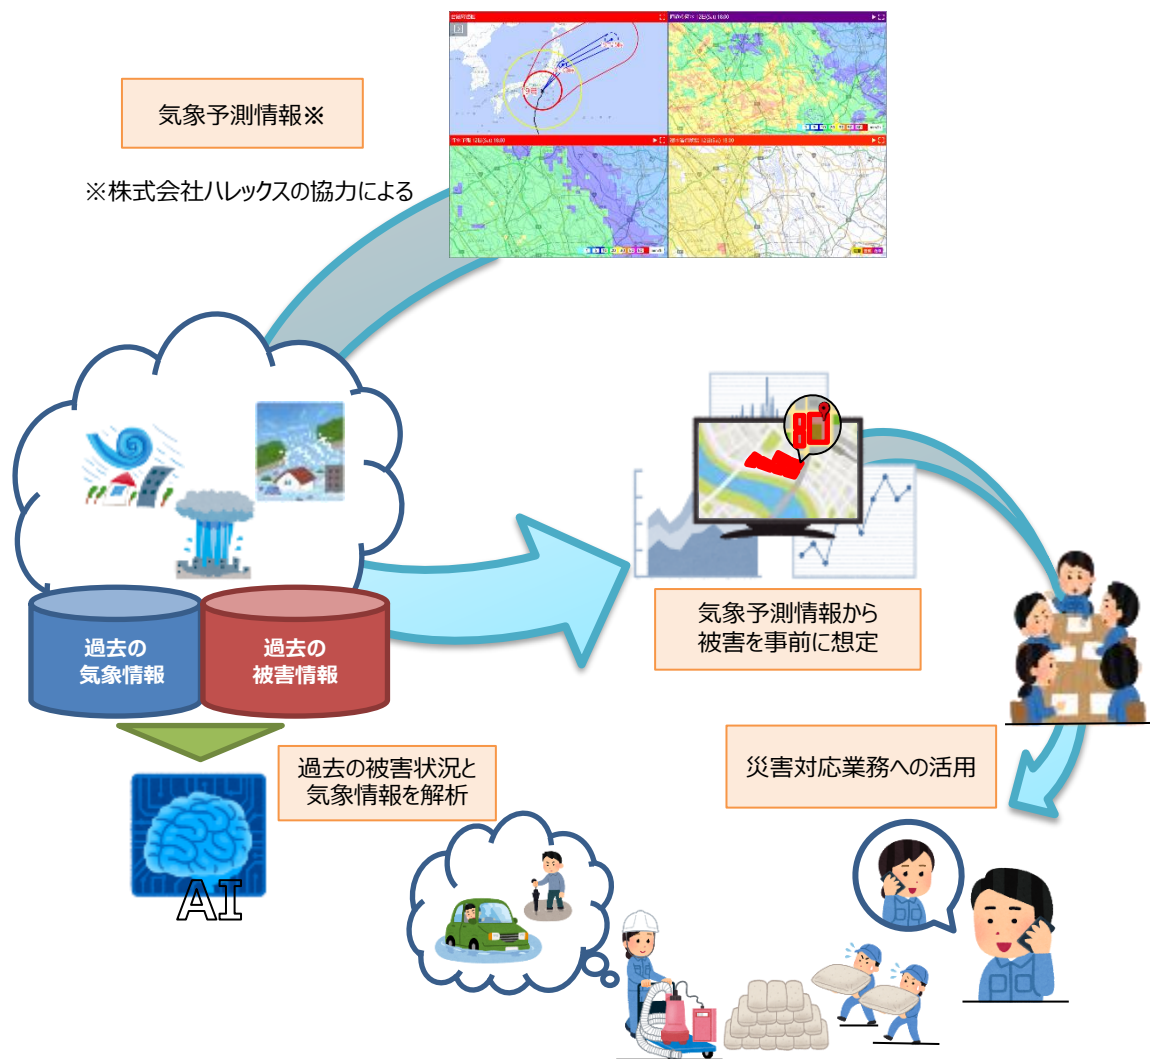 気象予測情報※
※株式会社ハレックスの協力による
過去の
気象情報
過去の
被害情報
気象予測情報から
被害を事前に想定
過去の被害状況と
気象情報を解析
災害対応業務への活用
AI